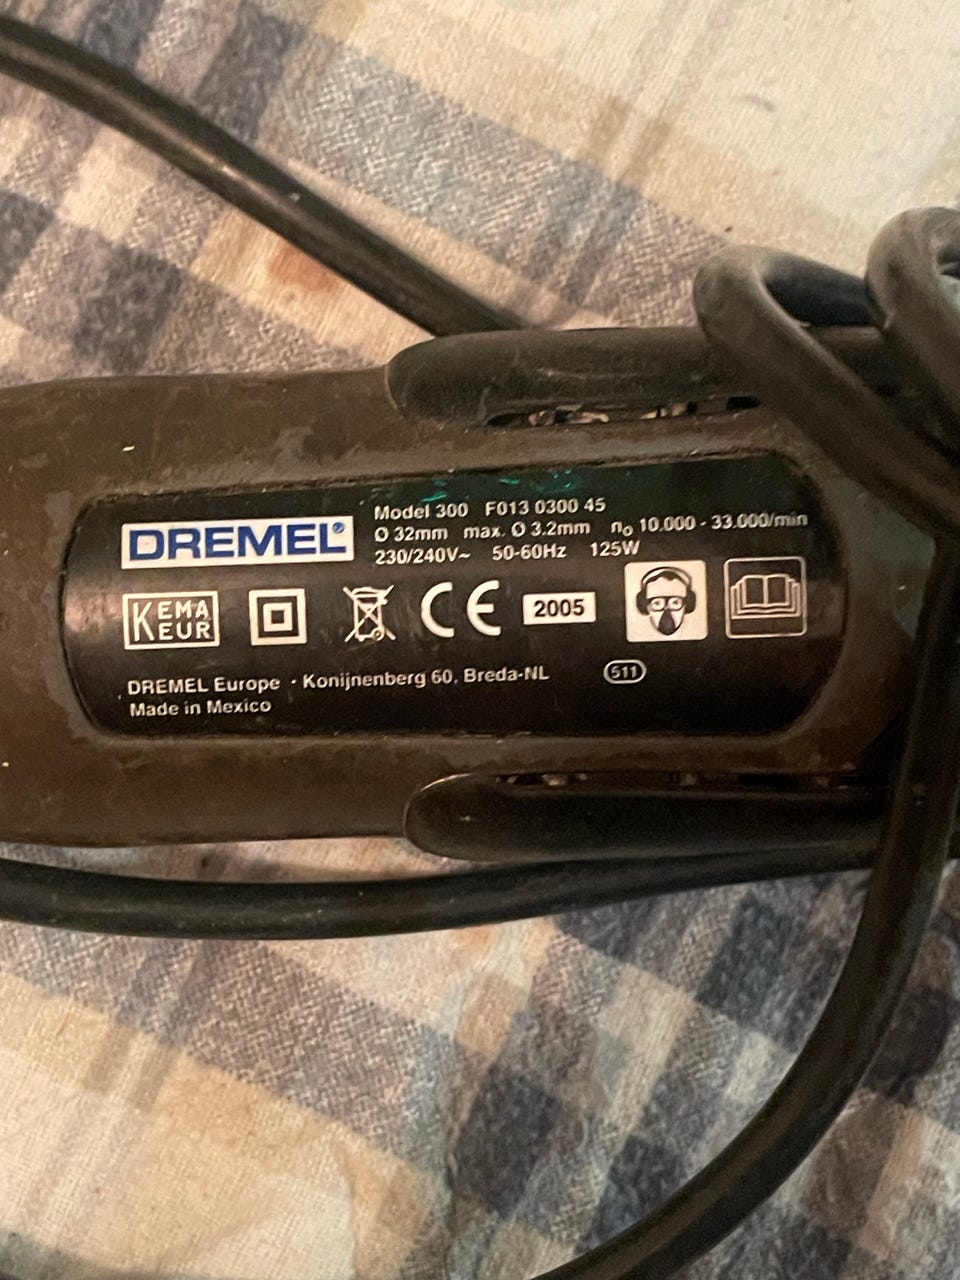 DREMEL®
Model 300 F013 0300 45
Ø 32mm max. Ø 3.2mm n₀ 10.000 - 33.000/min
230/240V~ 50-60Hz 125W
KEMA
EUR
CE
2005
DREMEL Europe · Konijnenberg 60, Breda-NL
511
Made in Mexico